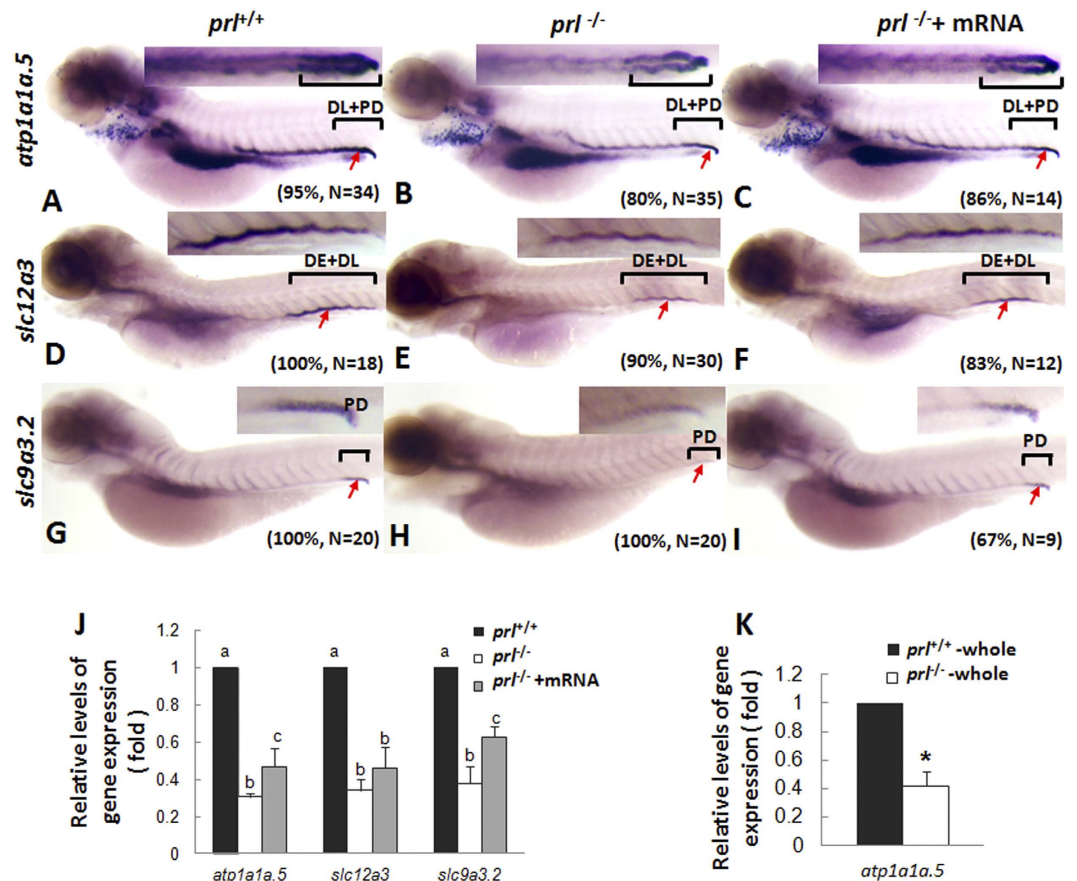 prl+/+ prl -/- prl -/- + mRNA
atp1a1a.5
DL+PD DL+PD DL+PD
A (95%, N=34) B (80%, N=35) C (86%, N=14)
slc12a3
DE+DL DE+DL DE+DL
D (100%, N=18) E (90%, N=30) F (83%, N=12)
slc9a3.2
PD PD PD
G (100%, N=20) H (100%, N=20) I (67%, N=9)
J
Relative levels of
gene expression
( fold )
1.2
1
0.8
0.6
0.4
0.2
0
a b c
a b b
a b c
prl+/+
prl-/-
prl-/- +mRNA
atp1a1a.5 slc12a3 slc9a3.2
K
Relative levels of gene
expression ( fold )
prl+/+ -whole
prl-/- -whole
1.2
1
0.8
0.6
0.4
0.2
0
*
atp1a1a.5